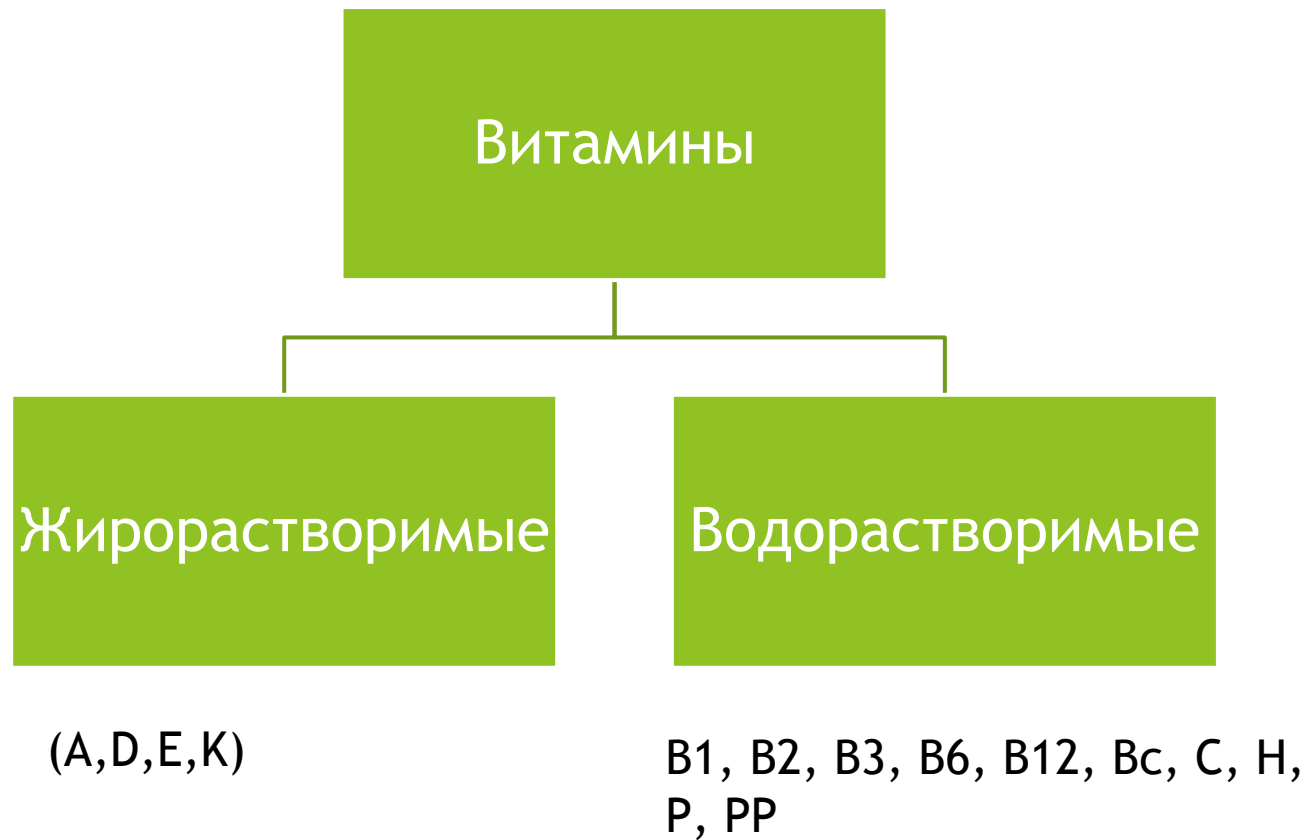 Витамины
Жирорастворимые
Водорастворимые
(A,D,E,K)
B1, B2, B3, B6, B12, Bc, C, H,
P, PP